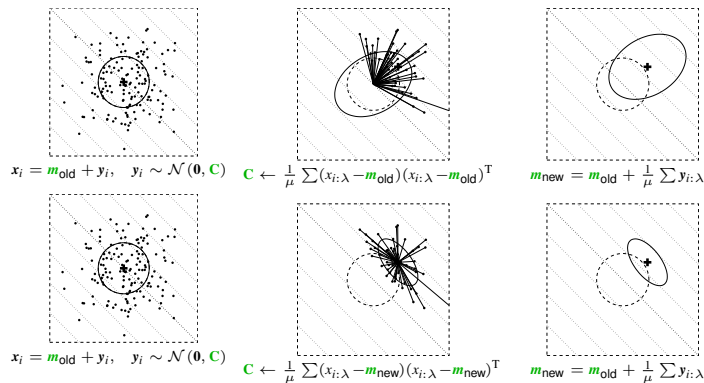 x_i = m_old + y_i, y_i ∼ 𝒩(0, C)
C ← 1/μ ∑(x_{i:λ} − m_old)(x_{i:λ} − m_old)^T
m_new = m_old + 1/μ ∑ y_{i:λ}
x_i = m_old + y_i, y_i ∼ 𝒩(0, C)
C ← 1/μ ∑(x_{i:λ} − m_new)(x_{i:λ} − m_new)^T
m_new = m_old + 1/μ ∑ y_{i:λ}